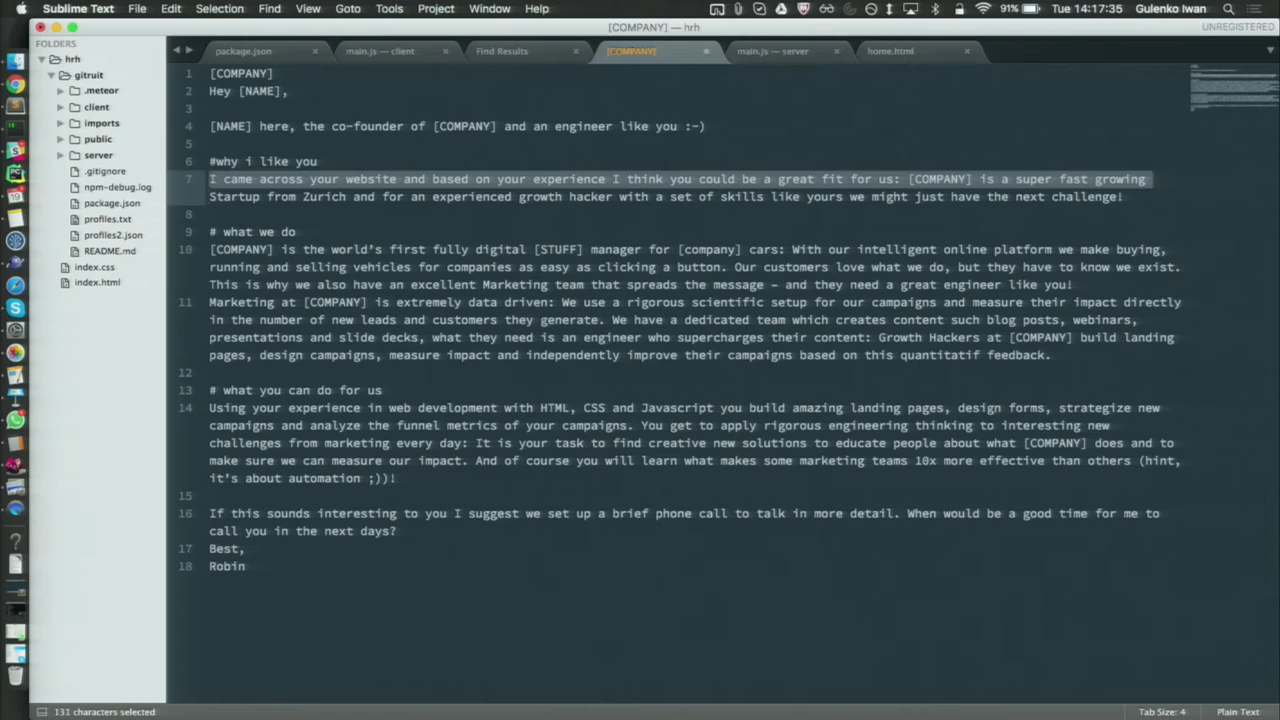 Sublime Text File Edit Selection Find View Goto Tools Project Window Help 91% Tue 14:17:35 Gulenko Iwan
[COMPANY] — hrh
UNREGISTERED
FOLDERS
hrh
gitruit
.meteor
client
imports
public
server
.gitignore
npm-debug.log
package.json
profiles.txt
profiles2.json
README.md
index.css
index.html
package.json
main.js — client
Find Results
[COMPANY]
main.js — server
home.html
1 [COMPANY]
2 Hey [NAME],
3
4 [NAME] here, the co-founder of [COMPANY] and an engineer like you :-)
5
6 #why i like you
7 I came across your website and based on your experience I think you could be a great fit for us: [COMPANY] is a super fast growing
Startup from Zurich and for an experienced growth hacker with a set of skills like yours we might just have the next challenge!
8
9 # what we do
10 [COMPANY] is the world's first fully digital [STUFF] manager for [company] cars: With our intelligent online platform we make buying,
running and selling vehicles for companies as easy as clicking a button. Our customers love what we do, but they have to know we exist.
This is why we also have an excellent Marketing team that spreads the message – and they need a great engineer like you!
11 Marketing at [COMPANY] is extremely data driven: We use a rigorous scientific setup for our campaigns and measure their impact directly
in the number of new leads and customers they generate. We have a dedicated team which creates content such blog posts, webinars,
presentations and slide decks, what they need is an engineer who supercharges their content: Growth Hackers at [COMPANY] build landing
pages, design campaigns, measure impact and independently improve their campaigns based on this quantitatif feedback.
12
13 # what you can do for us
14 Using your experience in web development with HTML, CSS and Javascript you build amazing landing pages, design forms, strategize new
campaigns and analyze the funnel metrics of your campaigns. You get to apply rigorous engineering thinking to interesting new
challenges from marketing every day: It is your task to find creative new solutions to educate people about what [COMPANY] does and to
make sure we can measure our impact. And of course you will learn what makes some marketing teams 10x more effective than others (hint,
it's about automation ;))!
15
16 If this sounds interesting to you I suggest we set up a brief phone call to talk in more detail. When would be a good time for me to
call you in the next days?
17 Best,
18 Robin
131 characters selected
Tab Size: 4
Plain Text